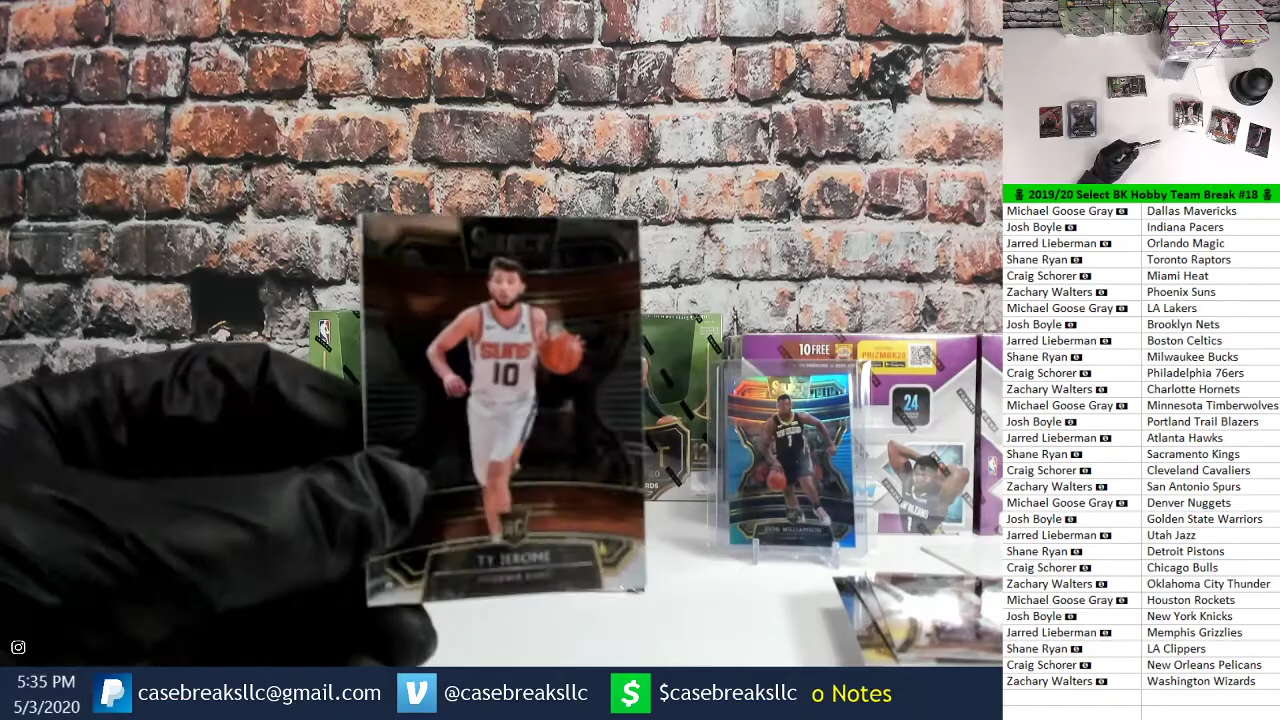 SELECT
SUNS
10
RC
TY JEROME
10 FREE
PRIZMBK20
24
SELECT
ZION WILLIAMSON
2019/20 Select BK Hobby Team Break #18
Michael Goose Gray Dallas Mavericks
Josh Boyle Indiana Pacers
Jarred Lieberman Orlando Magic
Shane Ryan Toronto Raptors
Craig Schorer Miami Heat
Zachary Walters Phoenix Suns
Michael Goose Gray LA Lakers
Josh Boyle Brooklyn Nets
Jarred Lieberman Boston Celtics
Shane Ryan Milwaukee Bucks
Craig Schorer Philadelphia 76ers
Zachary Walters Charlotte Hornets
Michael Goose Gray Minnesota Timberwolves
Josh Boyle Portland Trail Blazers
Jarred Lieberman Atlanta Hawks
Shane Ryan Sacramento Kings
Craig Schorer Cleveland Cavaliers
Zachary Walters San Antonio Spurs
Michael Goose Gray Denver Nuggets
Josh Boyle Golden State Warriors
Jarred Lieberman Utah Jazz
Shane Ryan Detroit Pistons
Craig Schorer Chicago Bulls
Zachary Walters Oklahoma City Thunder
Michael Goose Gray Houston Rockets
Josh Boyle New York Knicks
Jarred Lieberman Memphis Grizzlies
Shane Ryan LA Clippers
Craig Schorer New Orleans Pelicans
Zachary Walters Washington Wizards
5:35 PM
5/3/2020
casebreaksllc@gmail.com
@casebreaksllc
$casebreaksllc
o Notes